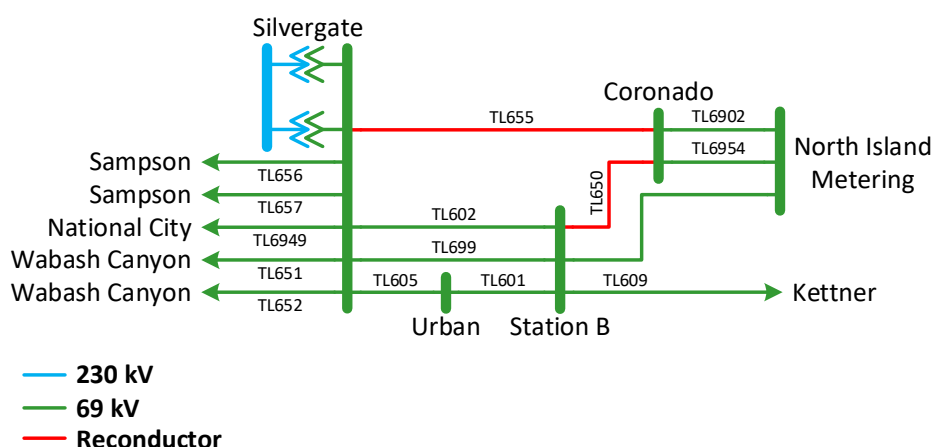 Silvergate
Coronado
TL655
TL6902
TL6954
North Island
Metering
Sampson
TL656
Sampson
TL657
TL650
National City
TL602
TL6949
Wabash Canyon
TL699
TL651
Wabash Canyon
TL605
TL601
TL609
Kettner
TL652
Urban
Station B
230 kV
69 kV
Reconductor